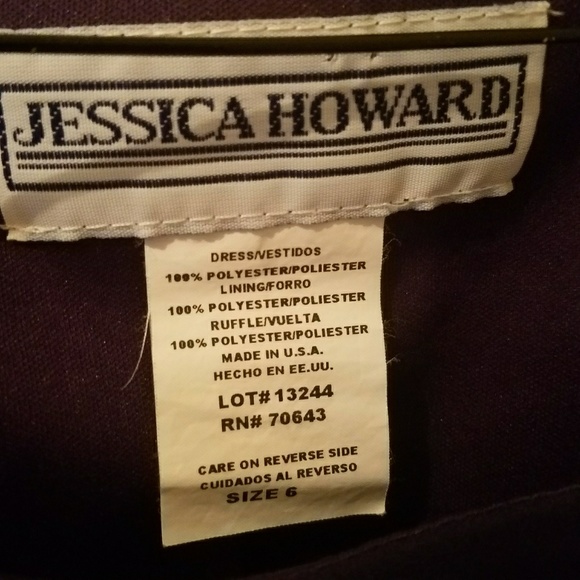 JESSICA HOWARD
DRESS/VESTIDOS
100% POLYESTER/POLIESTER
LINING/FORRO
100% POLYESTER/POLIESTER
RUFFLE/VUELTA
100% POLYESTER/POLIESTER
MADE IN U.S.A.
HECHO EN EE.UU.
LOT# 13244
RN# 70643
CARE ON REVERSE SIDE
CUIDADOS AL REVERSO
SIZE 6